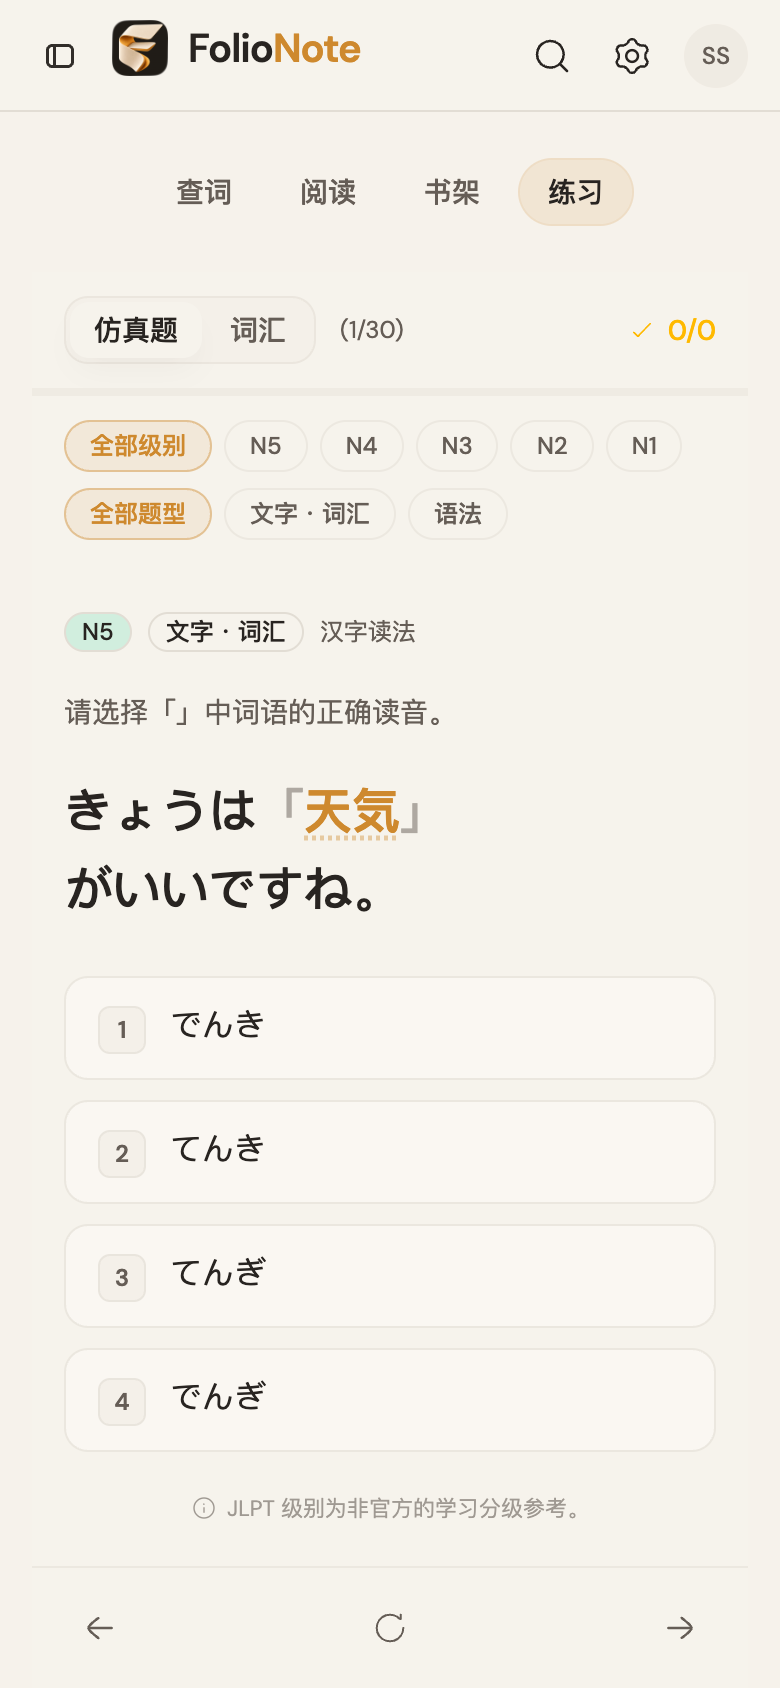 FolioNote
SS
查词 阅读 书架 练习
仿真题 词汇 (1/30) 0/0
全部级别 N5 N4 N3 N2 N1
全部题型 文字 · 词汇 语法
N5 文字 · 词汇 汉字读法
请选择「」中词语的正确读音。
きょうは「天気」
がいいですね。
1 でんき
2 てんき
3 てんぎ
4 でんぎ
JLPT 级别为非官方的学习分级参考。